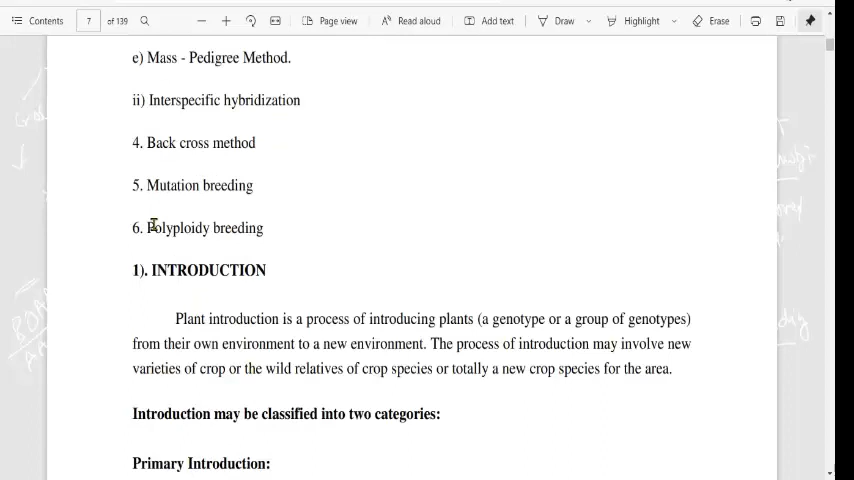 Contents 7 of 139 Page view Read aloud Add text Draw Highlight Erase
e) Mass - Pedigree Method.
ii) Interspecific hybridization
4. Back cross method
5. Mutation breeding
6. Polyploidy breeding
1). INTRODUCTION
Plant introduction is a process of introducing plants (a genotype or a group of genotypes)
from their own environment to a new environment. The process of introduction may involve new
varieties of crop or the wild relatives of crop species or totally a new crop species for the area.
Introduction may be classified into two categories:
Primary Introduction: